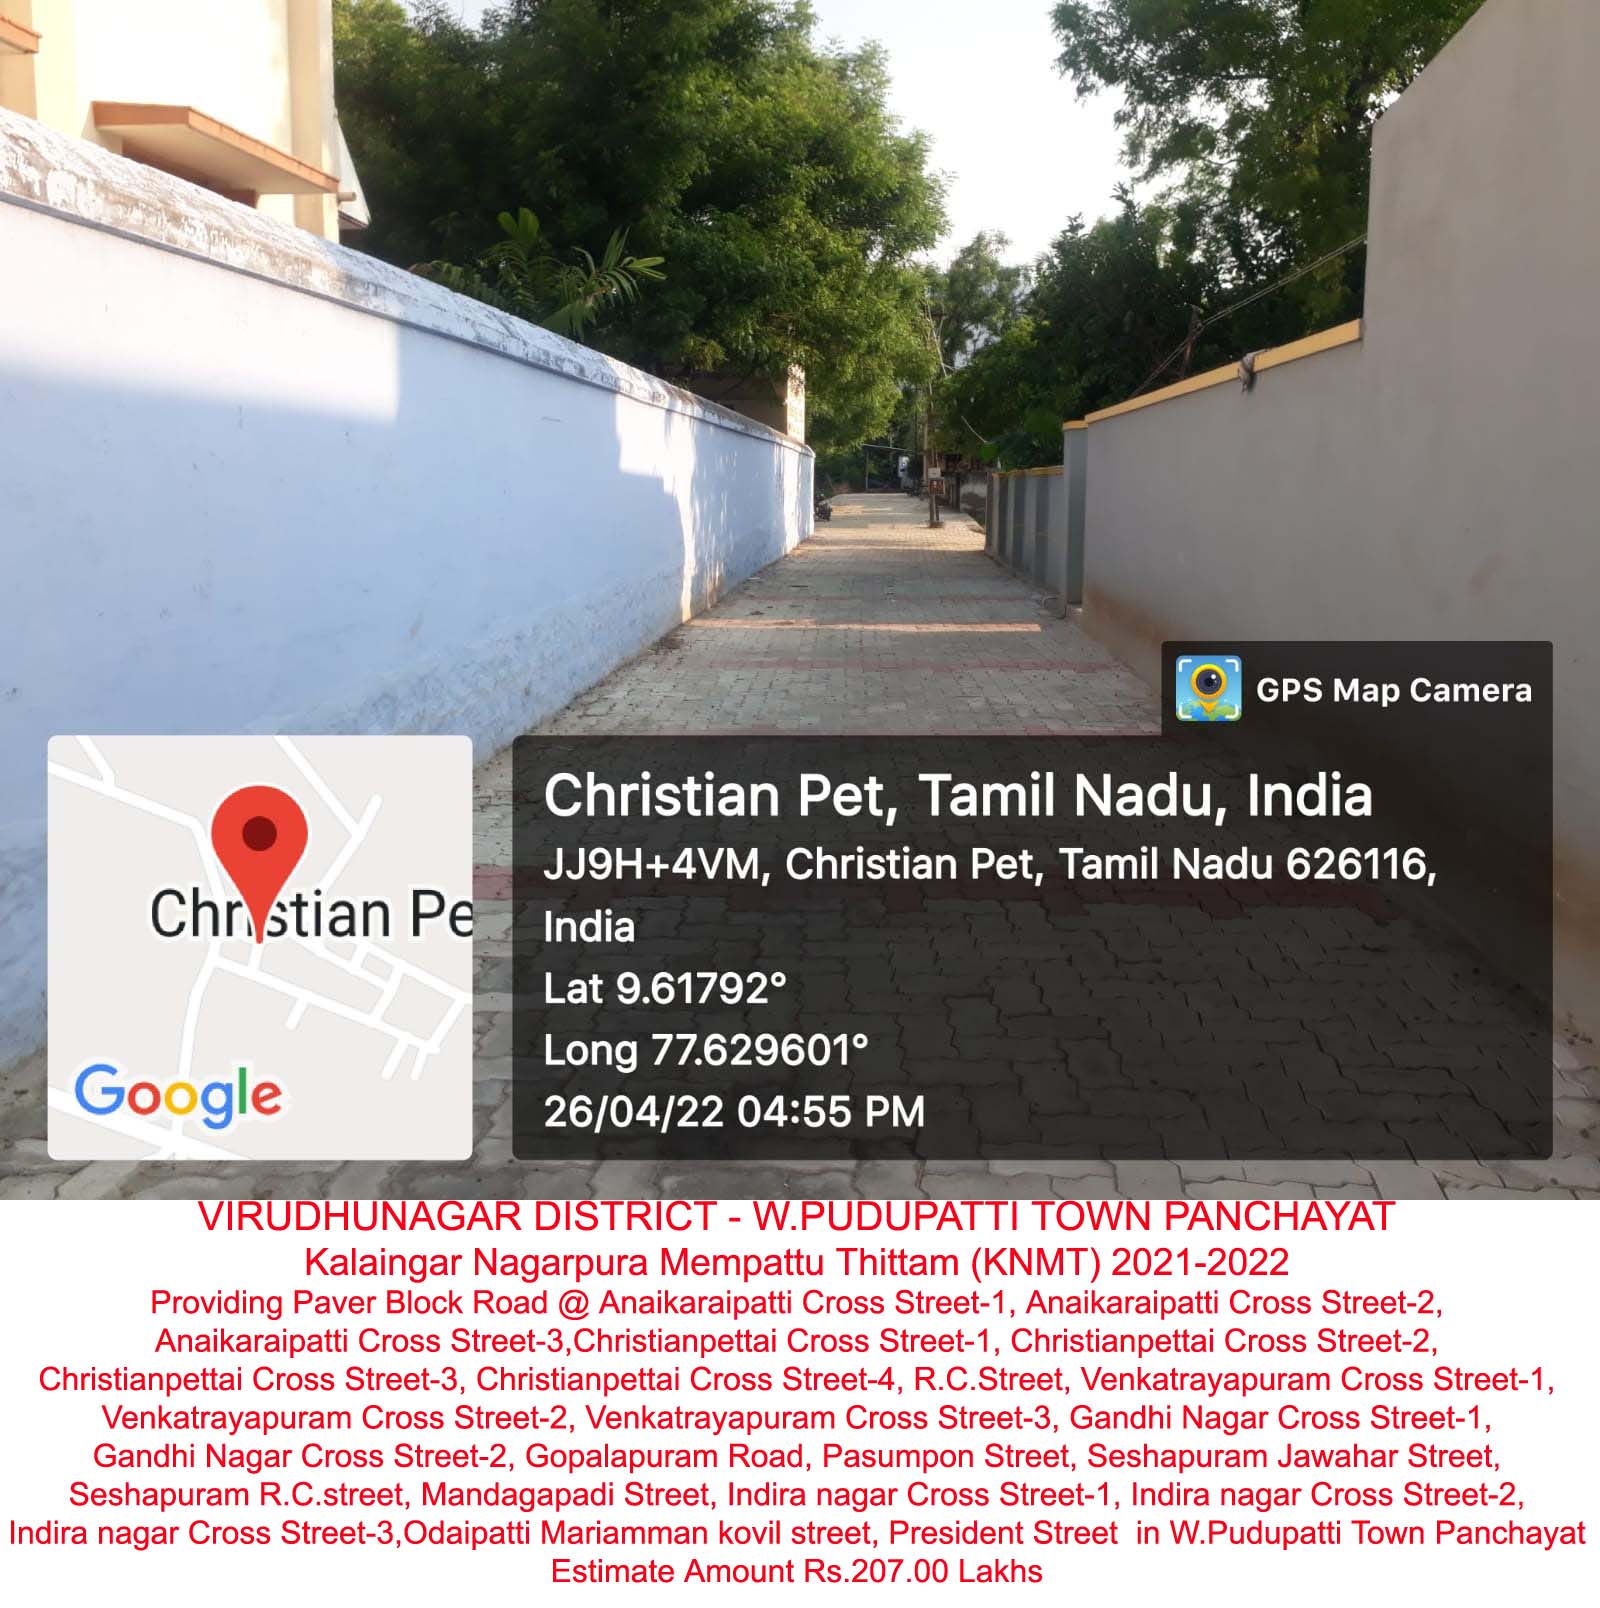 GPS Map Camera
Christian Pet, Tamil Nadu, India
JJ9H+4VM, Christian Pet, Tamil Nadu 626116,
India
Lat 9.61792°
Long 77.629601°
26/04/22 04:55 PM
Christian Pe
Google
VIRUDHUNAGAR DISTRICT - W.PUDUPATTI TOWN PANCHAYAT
Kalaingar Nagarpura Mempattu Thittam (KNMT) 2021-2022
Providing Paver Block Road @ Anaikaraipatti Cross Street-1, Anaikaraipatti Cross Street-2,
Anaikaraipatti Cross Street-3,Christianpettai Cross Street-1, Christianpettai Cross Street-2,
Christianpettai Cross Street-3, Christianpettai Cross Street-4, R.C.Street, Venkatrayapuram Cross Street-1,
Venkatrayapuram Cross Street-2, Venkatrayapuram Cross Street-3, Gandhi Nagar Cross Street-1,
Gandhi Nagar Cross Street-2, Gopalapuram Road, Pasumpon Street, Seshapuram Jawahar Street,
Seshapuram R.C.street, Mandagapadi Street, Indira nagar Cross Street-1, Indira nagar Cross Street-2,
Indira nagar Cross Street-3,Odaipatti Mariamman kovil street, President Street  in W.Pudupatti Town Panchayat
Estimate Amount Rs.207.00 Lakhs